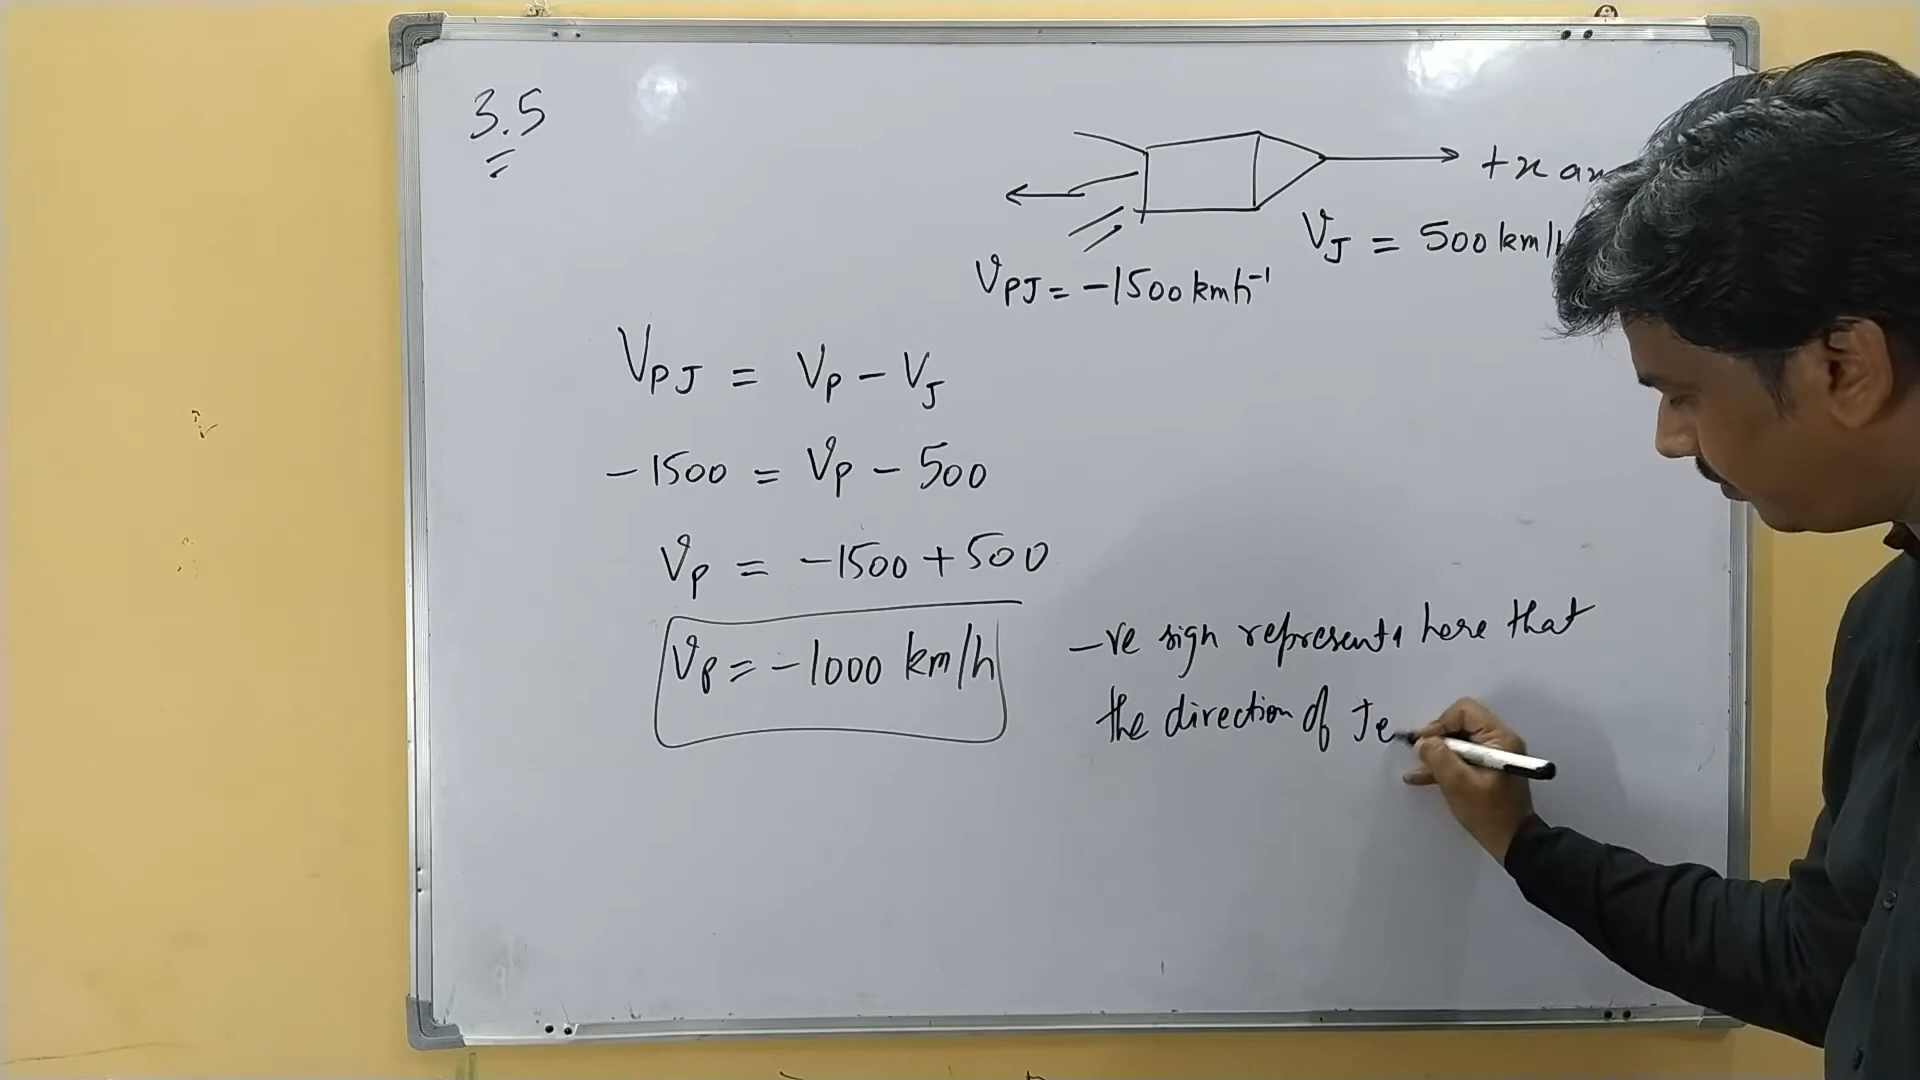 3.5
+x
V_J = 500 km/h
V_PJ = -1500 kmh⁻¹
V_PJ = V_P - V_J
-1500 = V_P - 500
V_P = -1500 + 500
V_P = -1000 km/h
-ve sign represents here that
the direction of Je